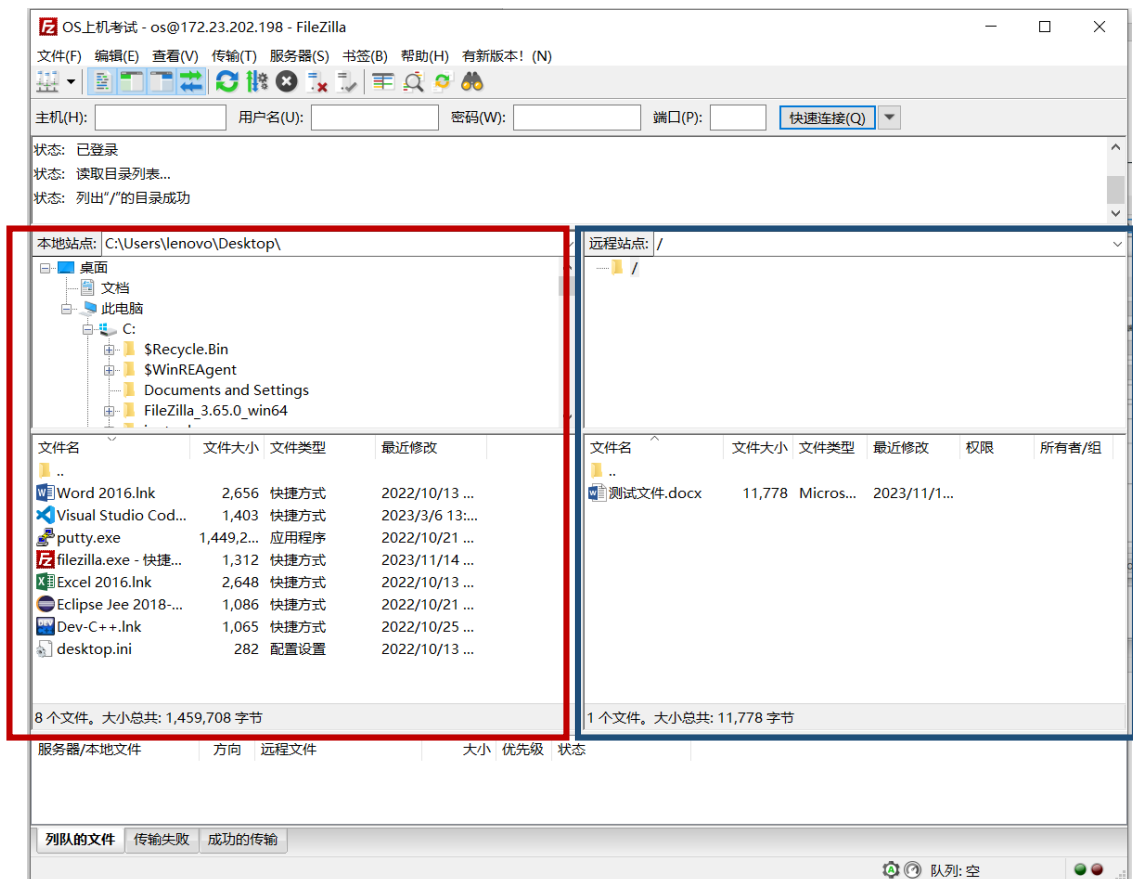 OS上机考试 - os@172.23.202.198 - FileZilla
文件(F) 编辑(E) 查看(V) 传输(T) 服务器(S) 书签(B) 帮助(H) 有新版本! (N)
主机(H): 用户名(U): 密码(W): 端口(P): 快速连接(Q)
状态: 已登录
状态: 读取目录列表...
状态: 列出“/”的目录成功
本地站点: C:\Users\lenovo\Desktop\
桌面
文档
此电脑
C:
$Recycle.Bin
$WinREAgent
Documents and Settings
FileZilla_3.65.0_win64
文件名 文件大小 文件类型 最近修改
..
Word 2016.lnk 2,656 快捷方式 2022/10/13 ...
Visual Studio Cod... 1,403 快捷方式 2023/3/6 13:...
putty.exe 1,449,2... 应用程序 2022/10/21 ...
filezilla.exe - 快捷... 1,312 快捷方式 2023/11/14 ...
Excel 2016.lnk 2,648 快捷方式 2022/10/13 ...
Eclipse Jee 2018-... 1,086 快捷方式 2022/10/21 ...
Dev-C++.lnk 1,065 快捷方式 2022/10/25 ...
desktop.ini 282 配置设置 2022/10/13 ...
8 个文件。大小总共: 1,459,708 字节
远程站点: /
/
文件名 文件大小 文件类型 最近修改 权限 所有者/组
..
测试文件.docx 11,778 Micros... 2023/11/1...
1 个文件。大小总共: 11,778 字节
服务器/本地文件 方向 远程文件 大小 优先级 状态
列队的文件 传输失败 成功的传输
队列: 空